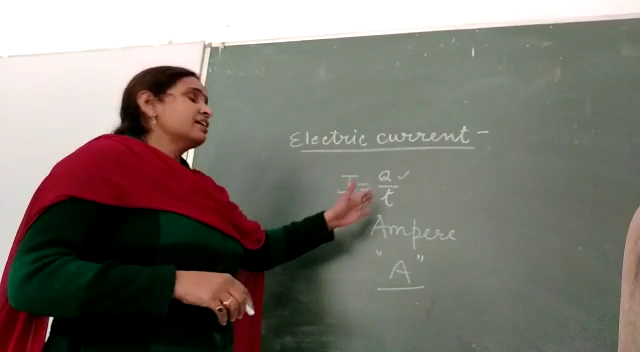 Electric current -
I = Q/t ✓
Ampere
"A"